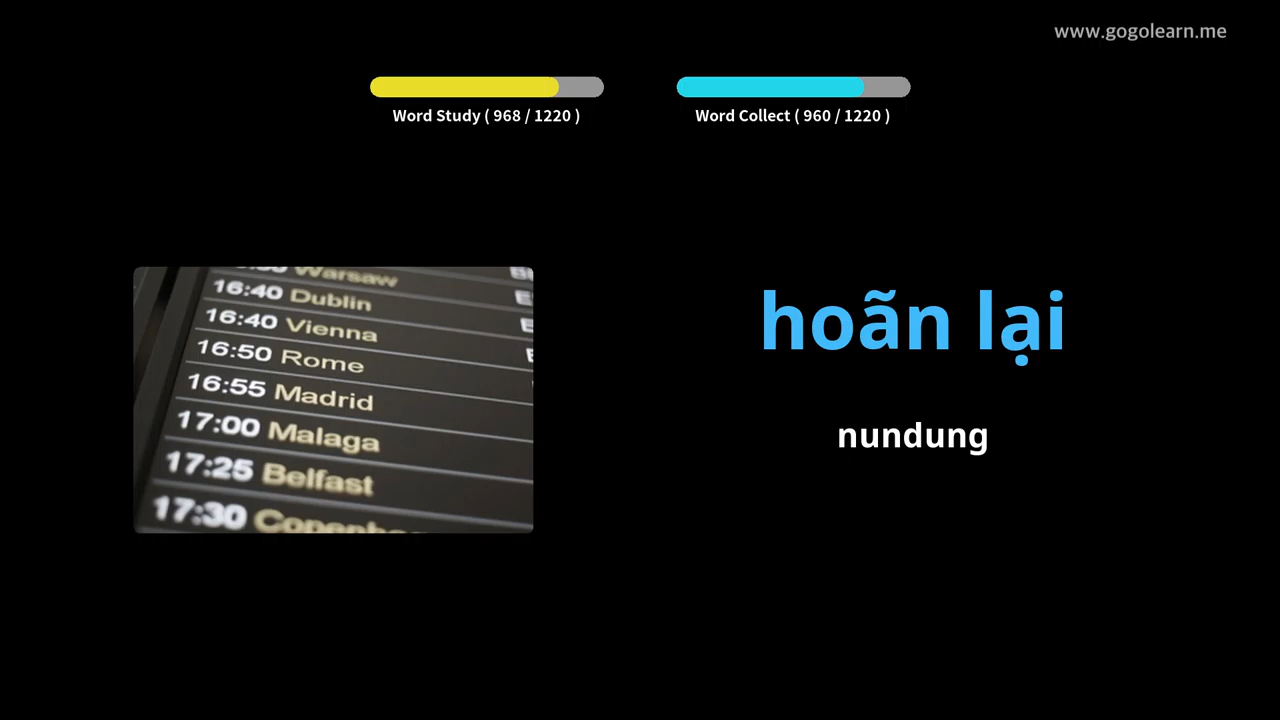 www.gogolearn.me
Word Study ( 968 / 1220 )
Word Collect ( 960 / 1220 )
Warsaw
16:40 Dublin
16:40 Vienna
16:50 Rome
16:55 Madrid
17:00 Malaga
17:25 Belfast
17:30
hoãn lại
nundung